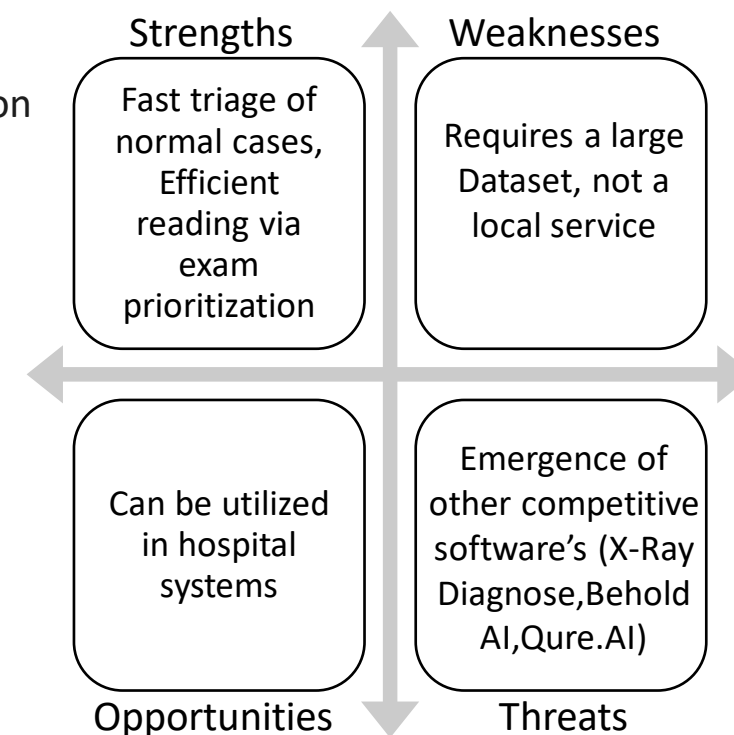 on
Strengths
Fast triage of
normal cases,
Efficient
reading via
exam
prioritization
Weaknesses
Requires a large
Dataset, not a
local service
Can be utilized
in hospital
systems
Opportunities
Emergence of
other competitive
software's (X-Ray
Diagnose,Behold
AI,Qure.AI)
Threats